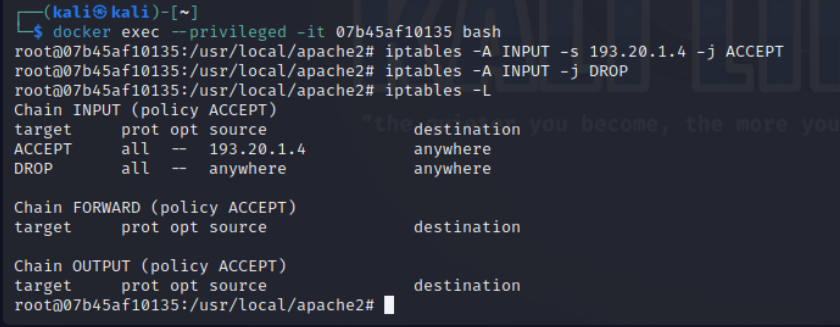 ┌──(kali㉿kali)-[~]
└─$ docker exec --privileged -it 07b45af10135 bash
root@07b45af10135:/usr/local/apache2# iptables -A INPUT -s 193.20.1.4 -j ACCEPT
root@07b45af10135:/usr/local/apache2# iptables -A INPUT -j DROP
root@07b45af10135:/usr/local/apache2# iptables -L
Chain INPUT (policy ACCEPT)
target     prot opt source               destination
ACCEPT     all  --  193.20.1.4           anywhere
DROP       all  --  anywhere             anywhere

Chain FORWARD (policy ACCEPT)
target     prot opt source               destination

Chain OUTPUT (policy ACCEPT)
target     prot opt source               destination
root@07b45af10135:/usr/local/apache2#
"the quieter you become, the more you